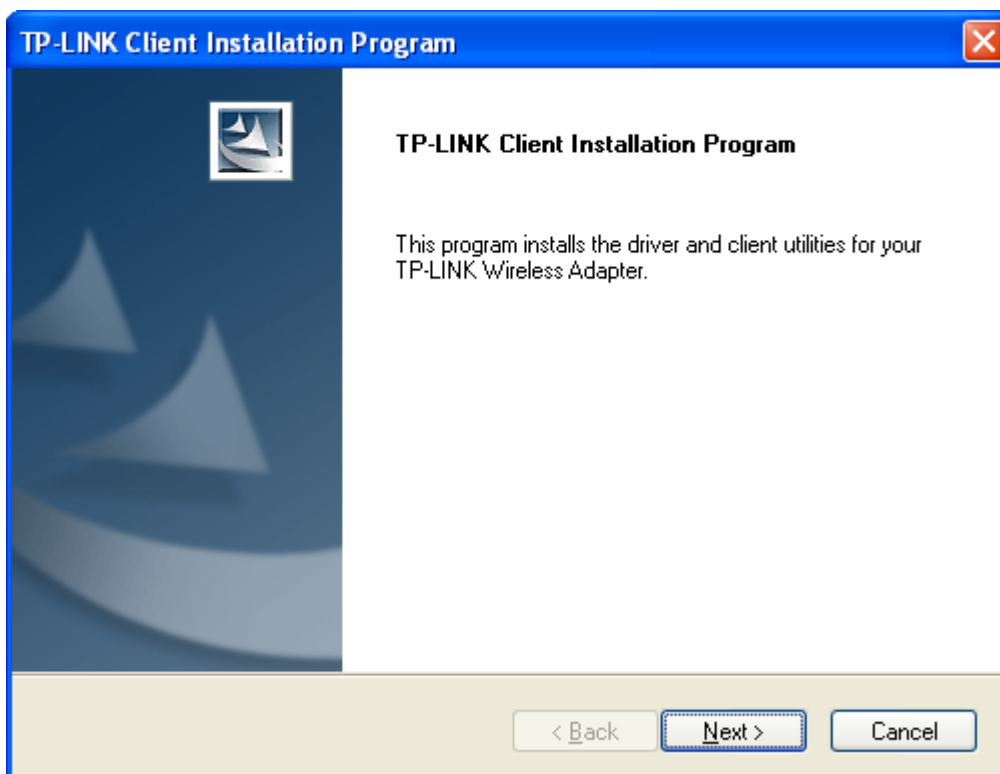 TP-LINK Client Installation Program
TP-LINK Client Installation Program
This program installs the driver and client utilities for your
TP-LINK Wireless Adapter.
< Back
Next >
Cancel